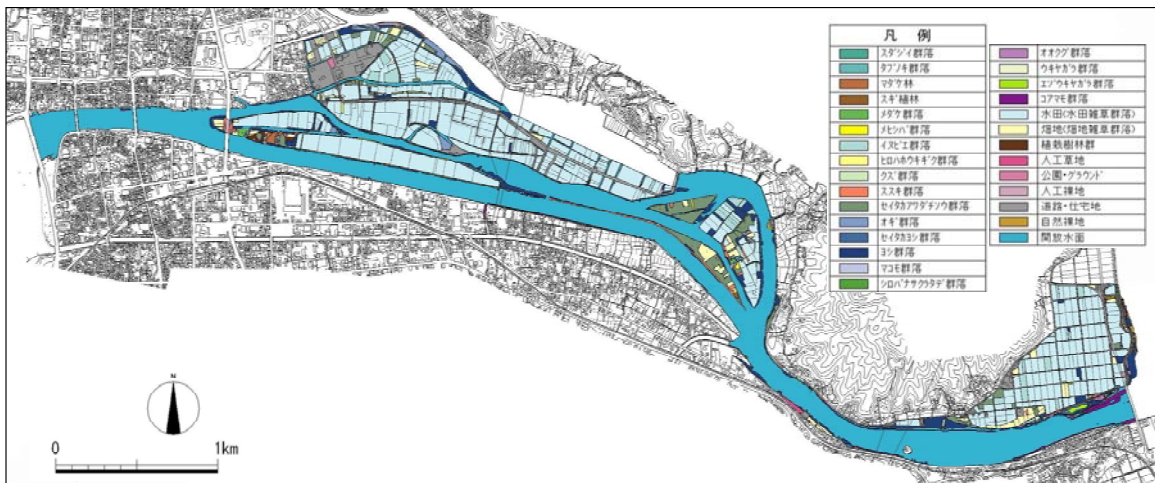 凡　例
スダジイ群落
タブノキ群落
マダケ林
スギ植林
メダケ群落
メヒシバ群落
イヌビエ群落
ヒロハホウキギク群落
クズ群落
ススキ群落
セイタカアワダチソウ群落
オギ群落
セイタカヨシ群落
ヨシ群落
マコモ群落
シロバナサクラタデ群落
オオクグ群落
ウキヤガラ群落
エゾウキヤガラ群落
コアマモ群落
水田(水田雑草群落)
畑地(畑地雑草群落)
植栽樹林群
人工草地
公園・グラウンド
人工裸地
道路・住宅地
自然裸地
開放水面
N
0
1km